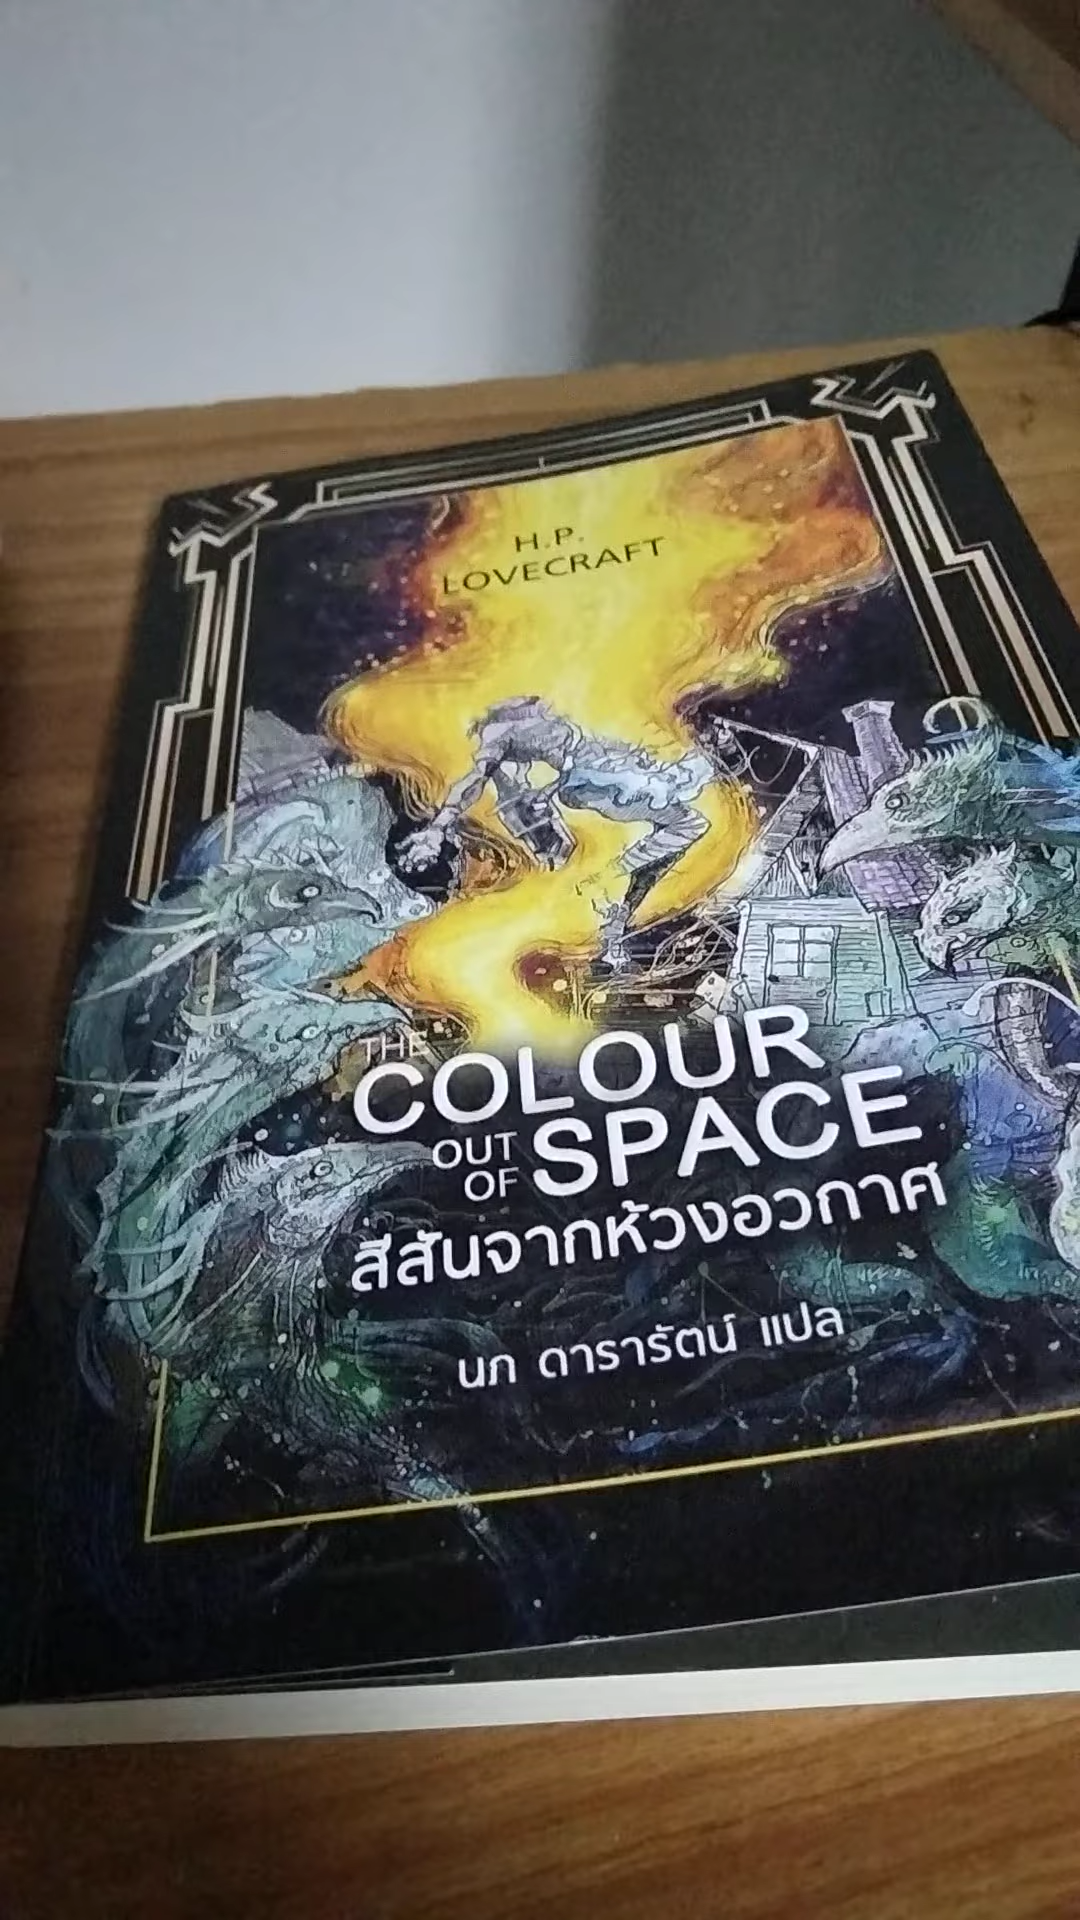 H.P.
LOVECRAFT
THE
COLOUR
OUT
OF SPACE
สีสันจากห้วงอวกาศ
นภ ดารารัตน์ แปล